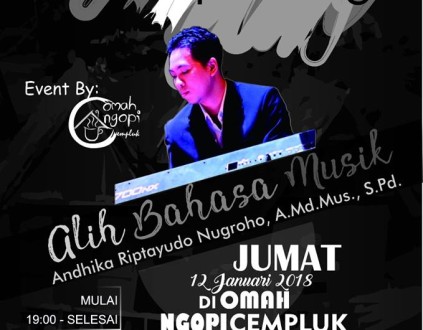 Event By:
Omah
Ngopi
Cempluk
700NX
Alih Bahasa Musik
Andhika Riptayudo Nugroho, A.Md.Mus., S.Pd.
JUMAT
12 Januari 2018
DI OMAH
NGOPICEMPLUK
MULAI
19:00 - SELESAI